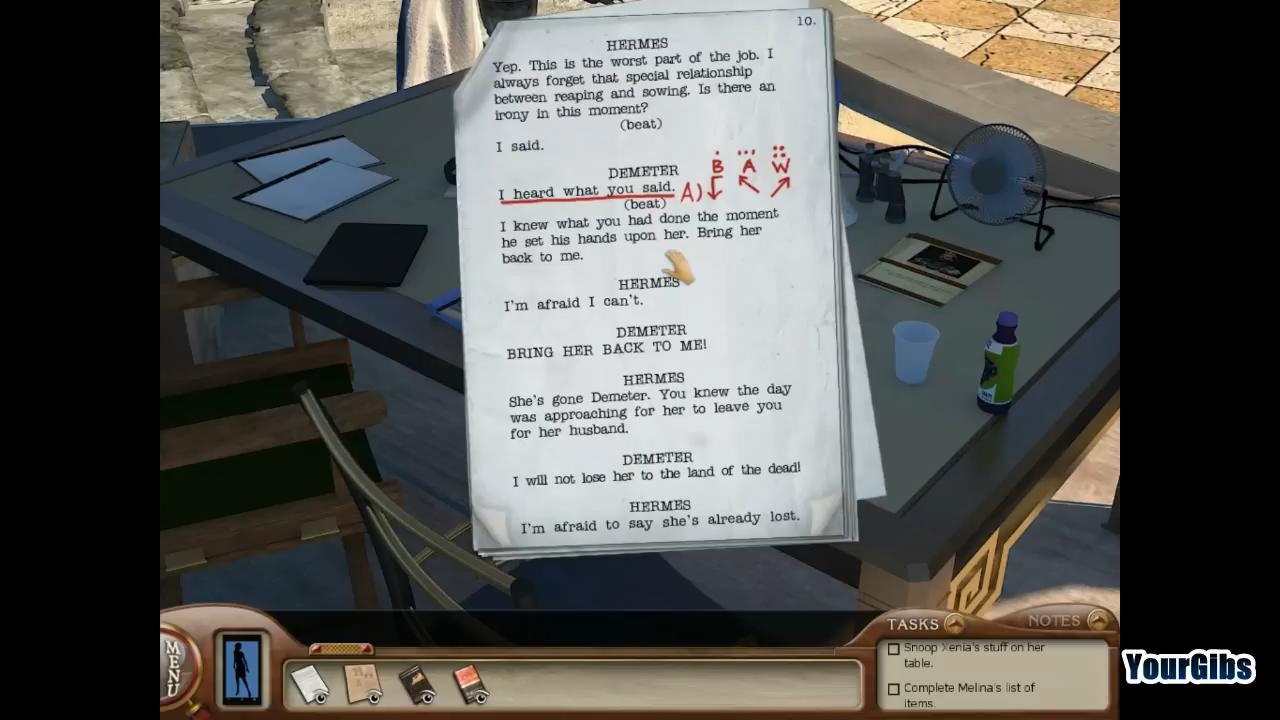 10.
HERMES
Yep. This is the worst part of the job. I
always forget that special relationship
between reaping and sowing. Is there an
irony in this moment?
(beat)
I said.
B A W
DEMETER
I heard what you said. A)
(beat)
I knew what you had done the moment
he set his hands upon her. Bring her
back to me.
HERMES
I'm afraid I can't.
DEMETER
BRING HER BACK TO ME!
HERMES
She's gone Demeter. You knew the day
was approaching for her to leave you
for her husband.
DEMETER
I will not lose her to the land of the dead!
HERMES
I'm afraid to say she's already lost.
MENU
TASKS
NOTES
Snoop Xenia's stuff on her
table.
Complete Melina's list of
items.
YourGibs